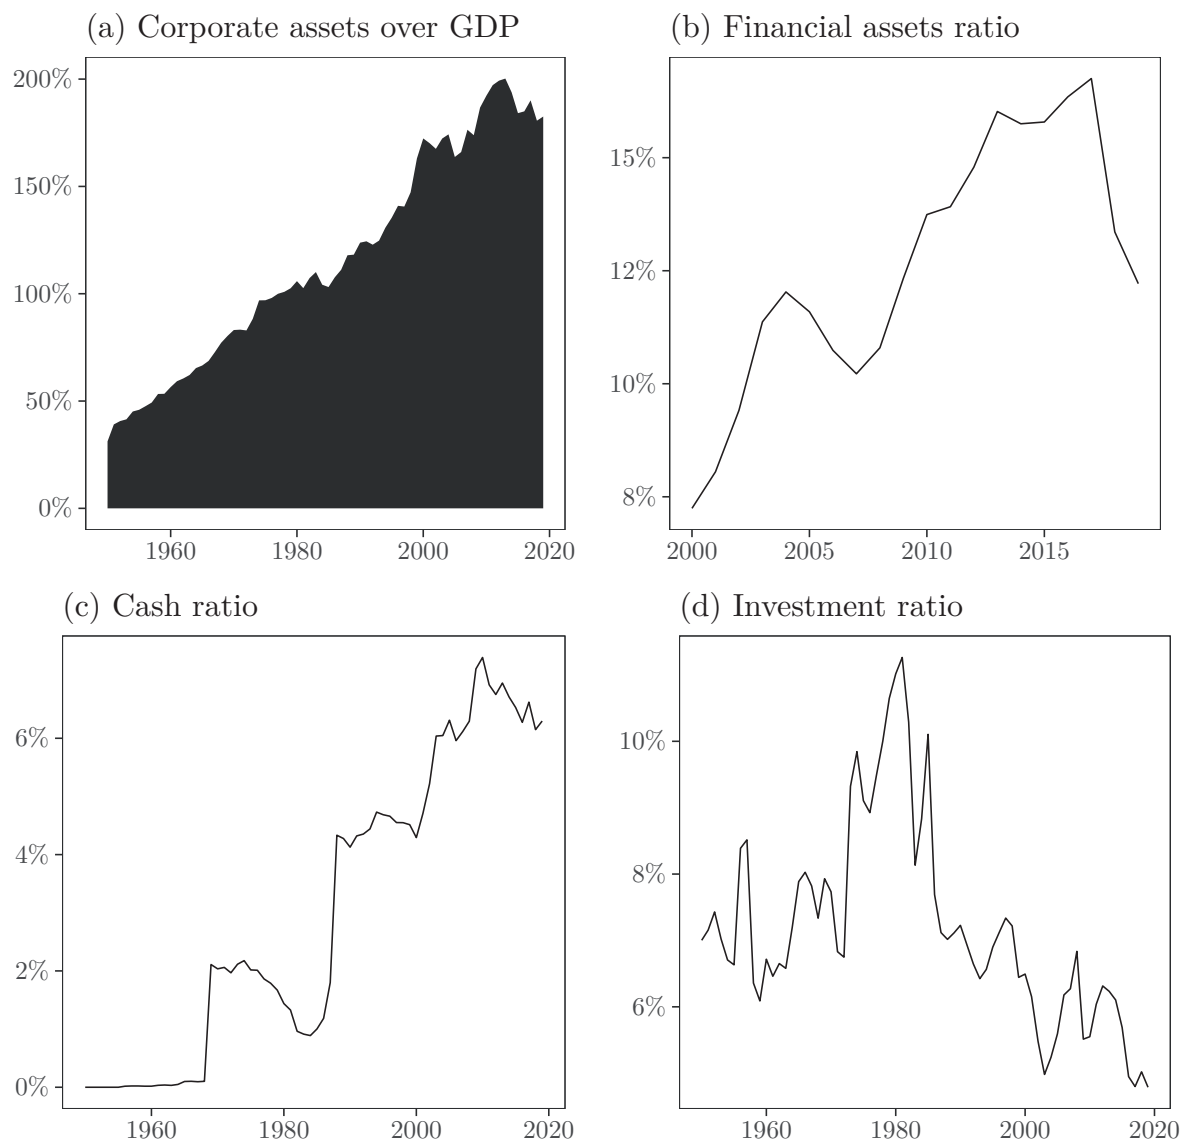 (a) Corporate assets over GDP
200%
150%
100%
50%
0%
1960 1980 2000 2020
(b) Financial assets ratio
15%
12%
10%
8%
2000 2005 2010 2015
(c) Cash ratio
6%
4%
2%
0%
1960 1980 2000 2020
(d) Investment ratio
10%
8%
6%
1960 1980 2000 2020